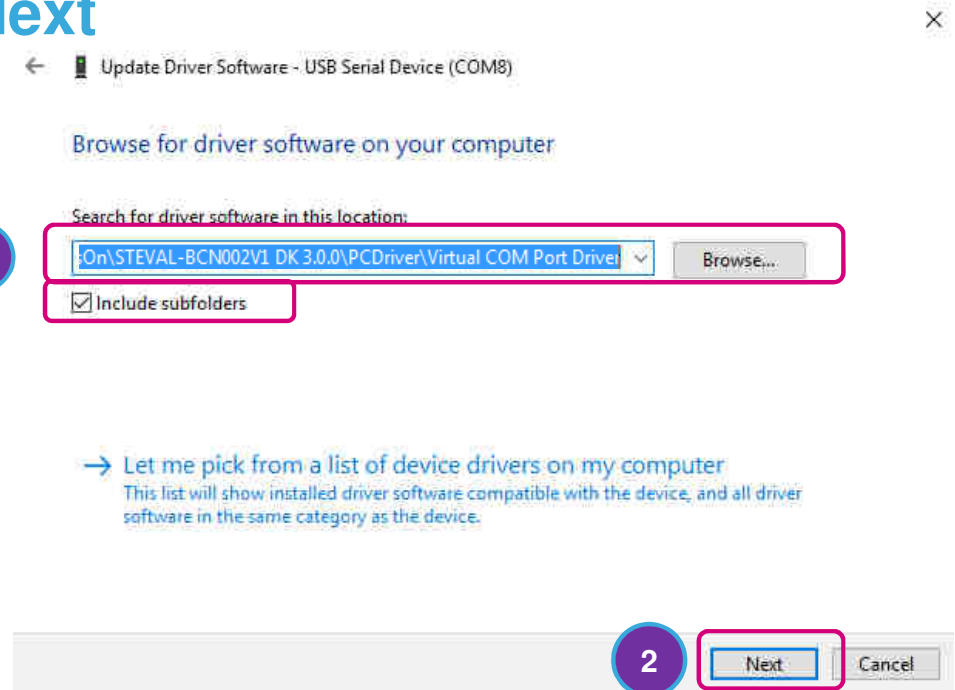 Update Driver Software - USB Serial Device (COM8)
Browse for driver software on your computer
Search for driver software in this location:
On\STEVAL-BCN002V1 DK 3.0.0\PCDriver\Virtual COM Port Driver
Browse...
Include subfolders
Let me pick from a list of device drivers on my computer
This list will show installed driver software compatible with the device, and all driver
software in the same category as the device.
2
Next
Cancel